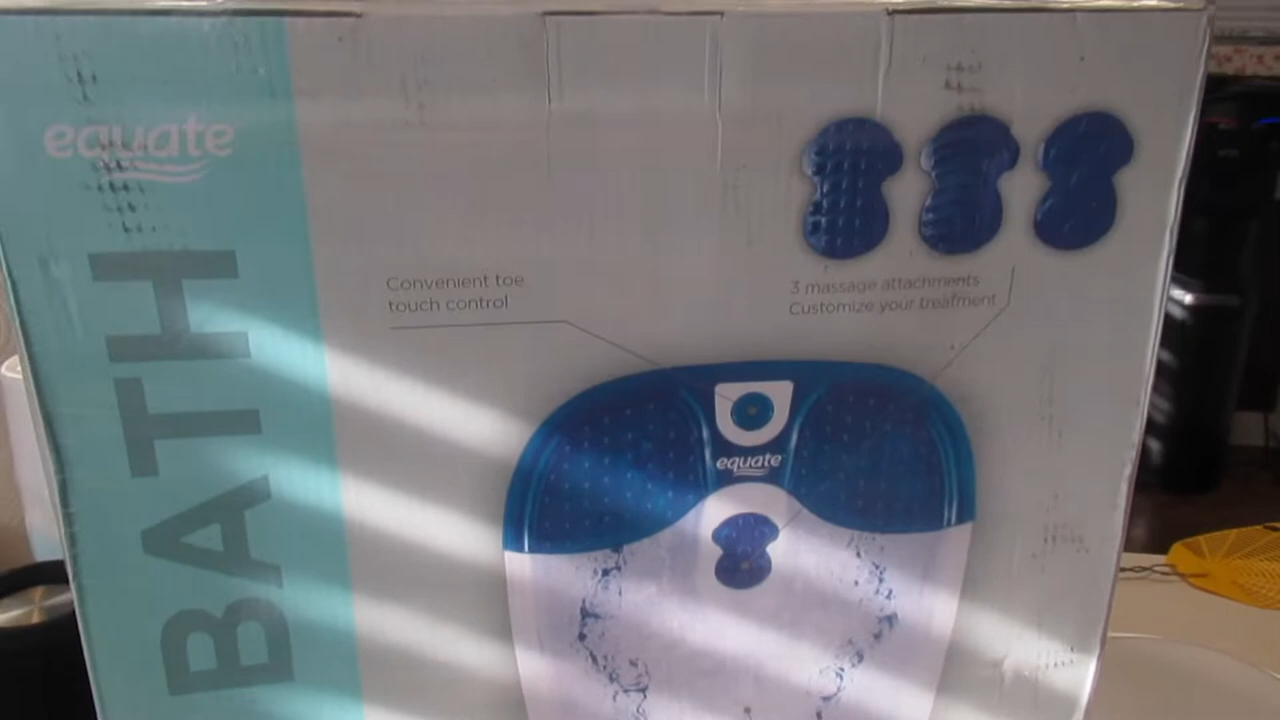 equate
BATH
Convenient toe
touch control
3 massage attachments
Customize your treatment
equate